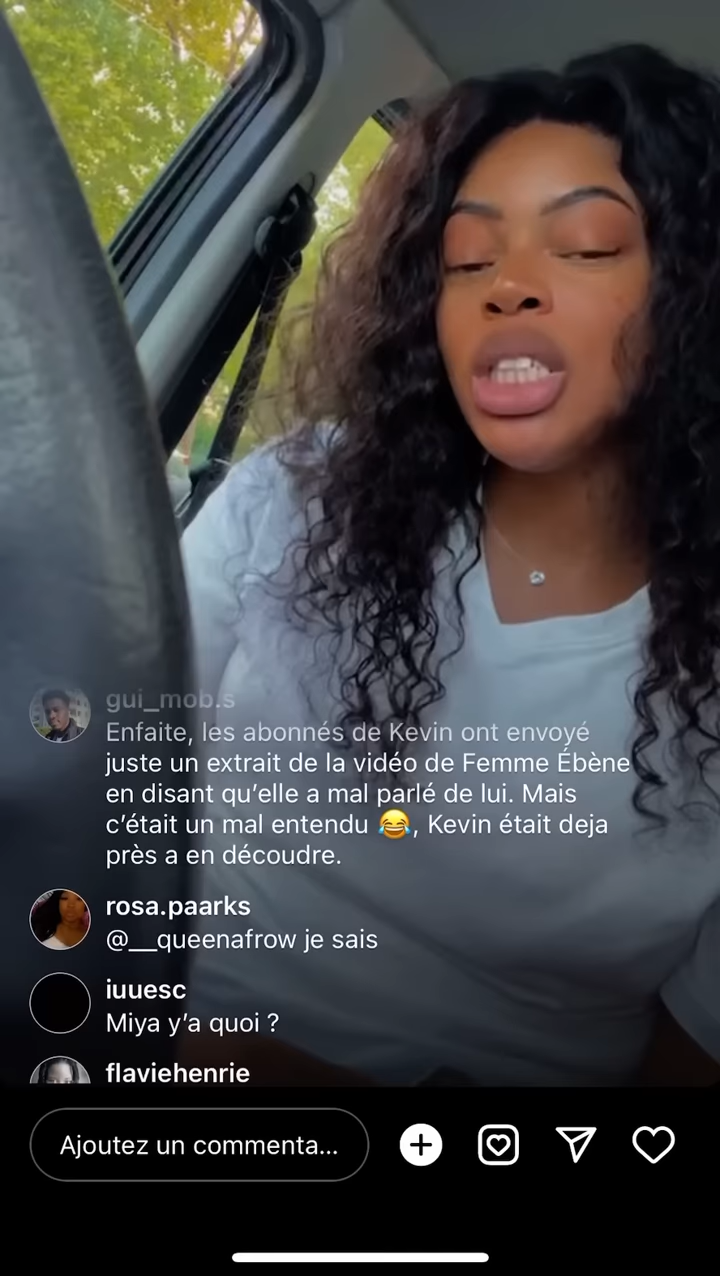 gui_mob.s
Enfaite, les abonnés de Kevin ont envoyé
juste un extrait de la vidéo de Femme Ébène
en disant qu’elle a mal parlé de lui. Mais
c’était un mal entendu 😂, Kevin était deja
près a en découdre.
rosa.paarks
@__queenafrow je sais
iuuesc
Miya y’a quoi ?
flaviehenrie
Ajoutez un commenta...